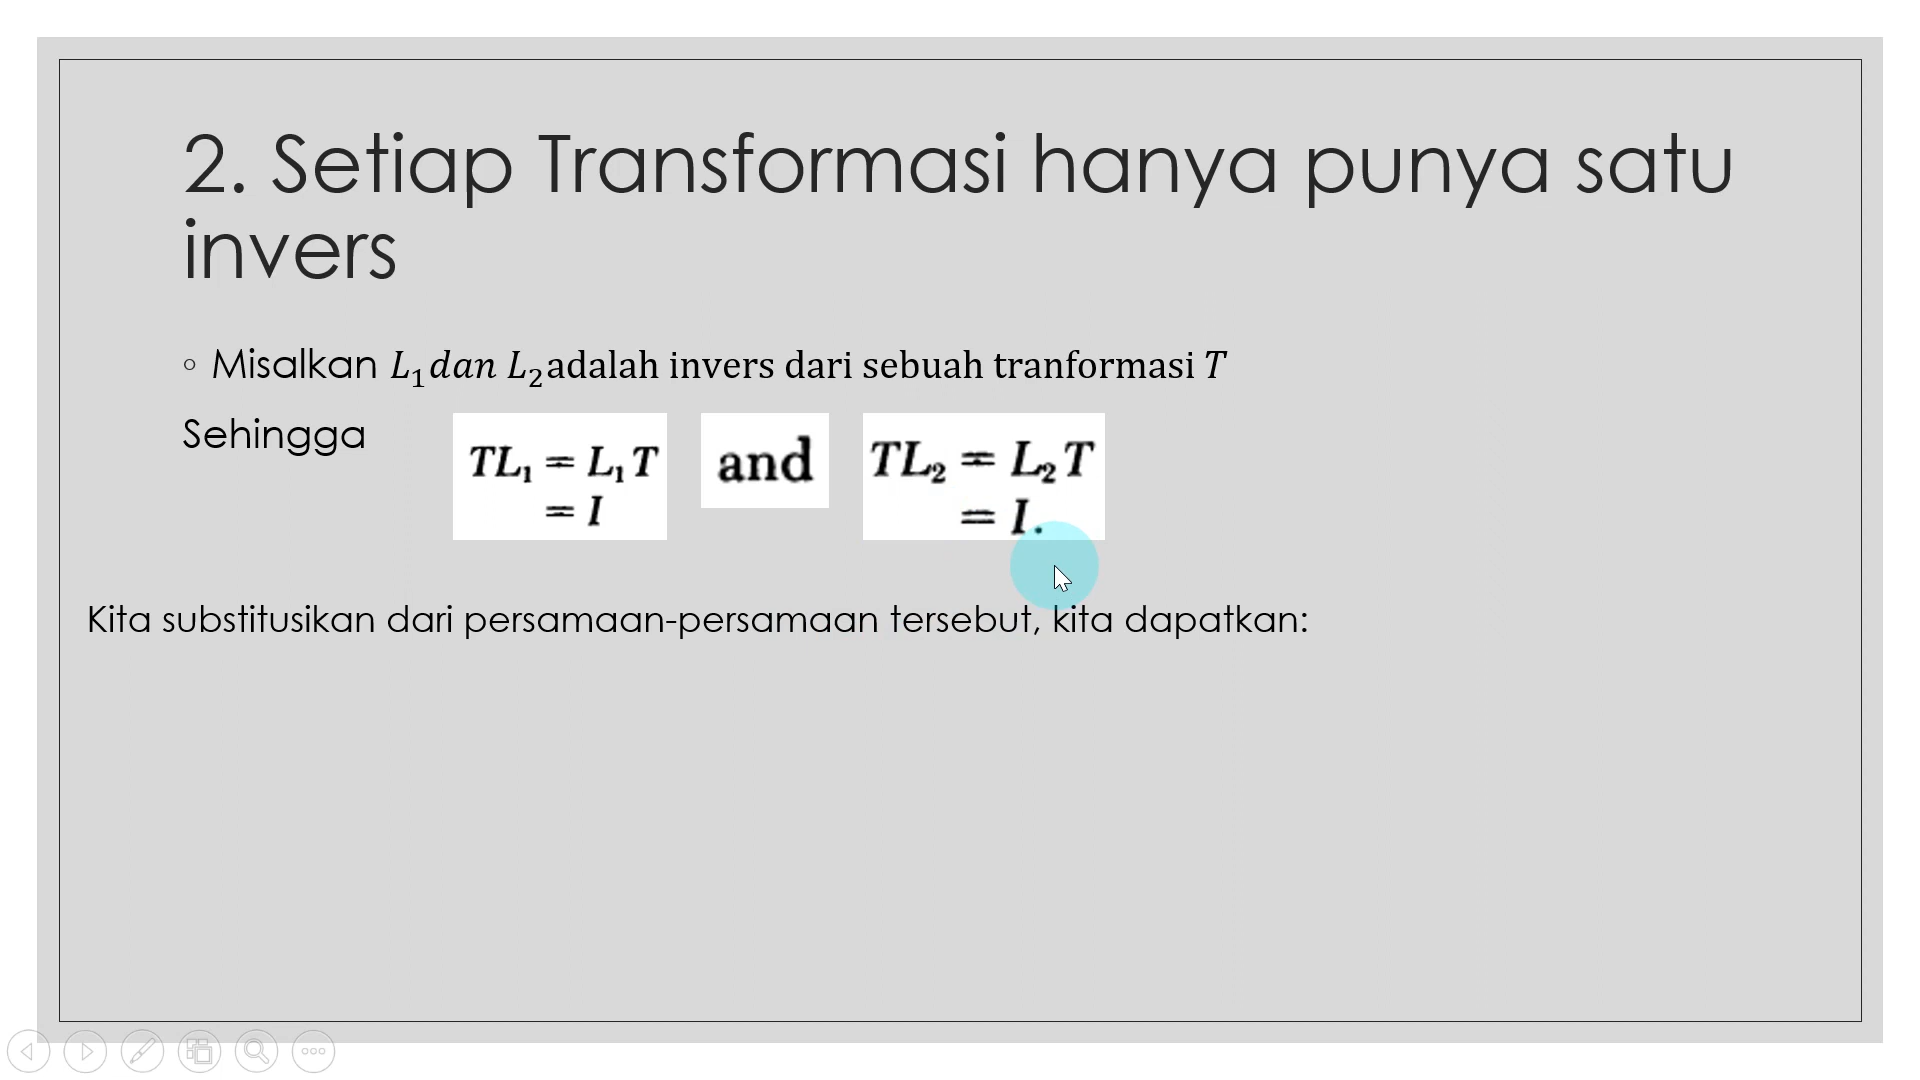 2. Setiap Transformasi hanya punya satu
invers
◦ Misalkan L₁ dan L₂ adalah invers dari sebuah tranformasi T
Sehingga
TL₁ = L₁T
= I
and
TL₂ = L₂T
= I.
Kita substitusikan dari persamaan-persamaan tersebut, kita dapatkan: